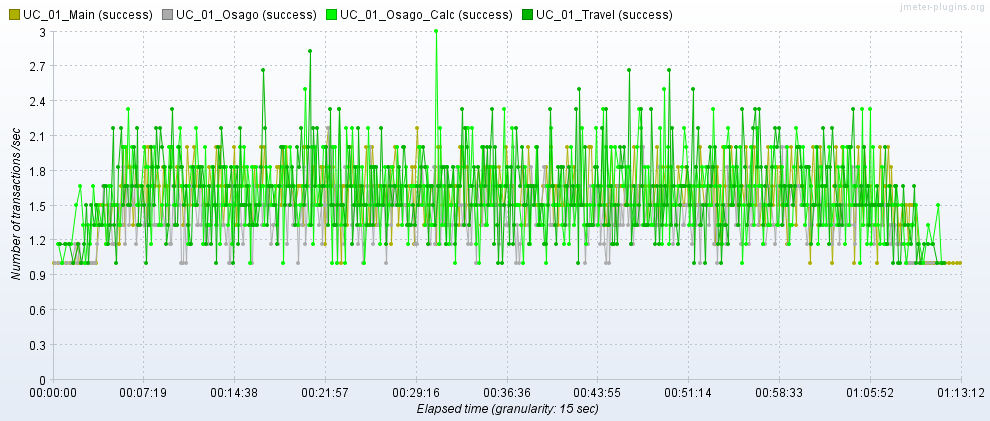 UC_01_Main (success) UC_01_Osago (success) UC_01_Osago_Calc (success) UC_01_Travel (success)
jmeter-plugins.org
Number of transactions/sec
3
2.7
2.4
2.1
1.8
1.5
1.2
0.9
0.6
0.3
0
00:00:00 00:07:19 00:14:38 00:21:57 00:29:16 00:36:36 00:43:55 00:51:14 00:58:33 01:05:52 01:13:12
Elapsed time (granularity: 15 sec)